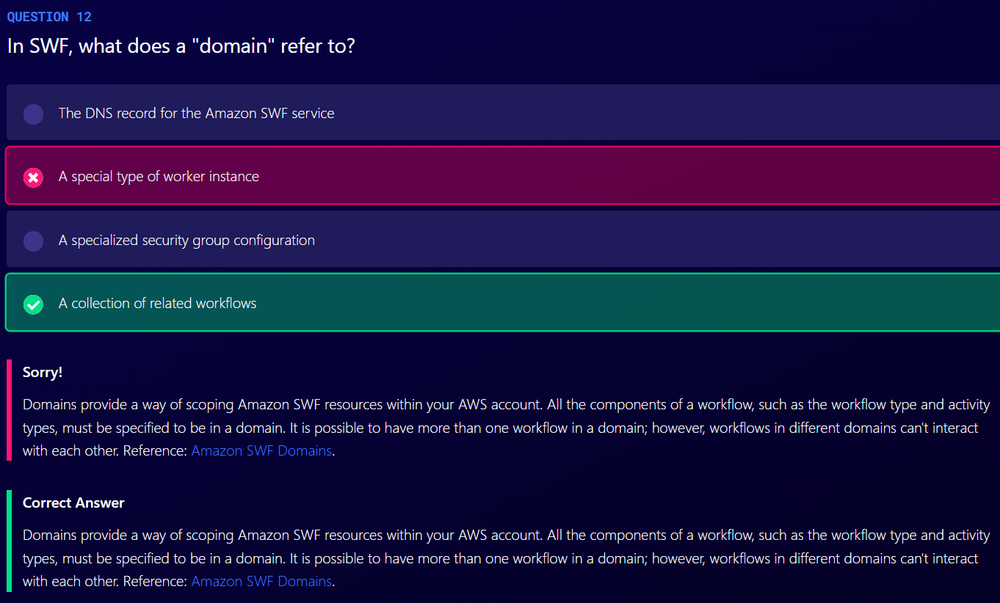 QUESTION 12
In SWF, what does a "domain" refer to?
The DNS record for the Amazon SWF service
A special type of worker instance
A specialized security group configuration
A collection of related workflows
Sorry!
Domains provide a way of scoping Amazon SWF resources within your AWS account. All the components of a workflow, such as the workflow type and activity
types, must be specified to be in a domain. It is possible to have more than one workflow in a domain; however, workflows in different domains can't interact
with each other. Reference: Amazon SWF Domains.
Correct Answer
Domains provide a way of scoping Amazon SWF resources within your AWS account. All the components of a workflow, such as the workflow type and activity
types, must be specified to be in a domain. It is possible to have more than one workflow in a domain; however, workflows in different domains can't interact
with each other. Reference: Amazon SWF Domains.